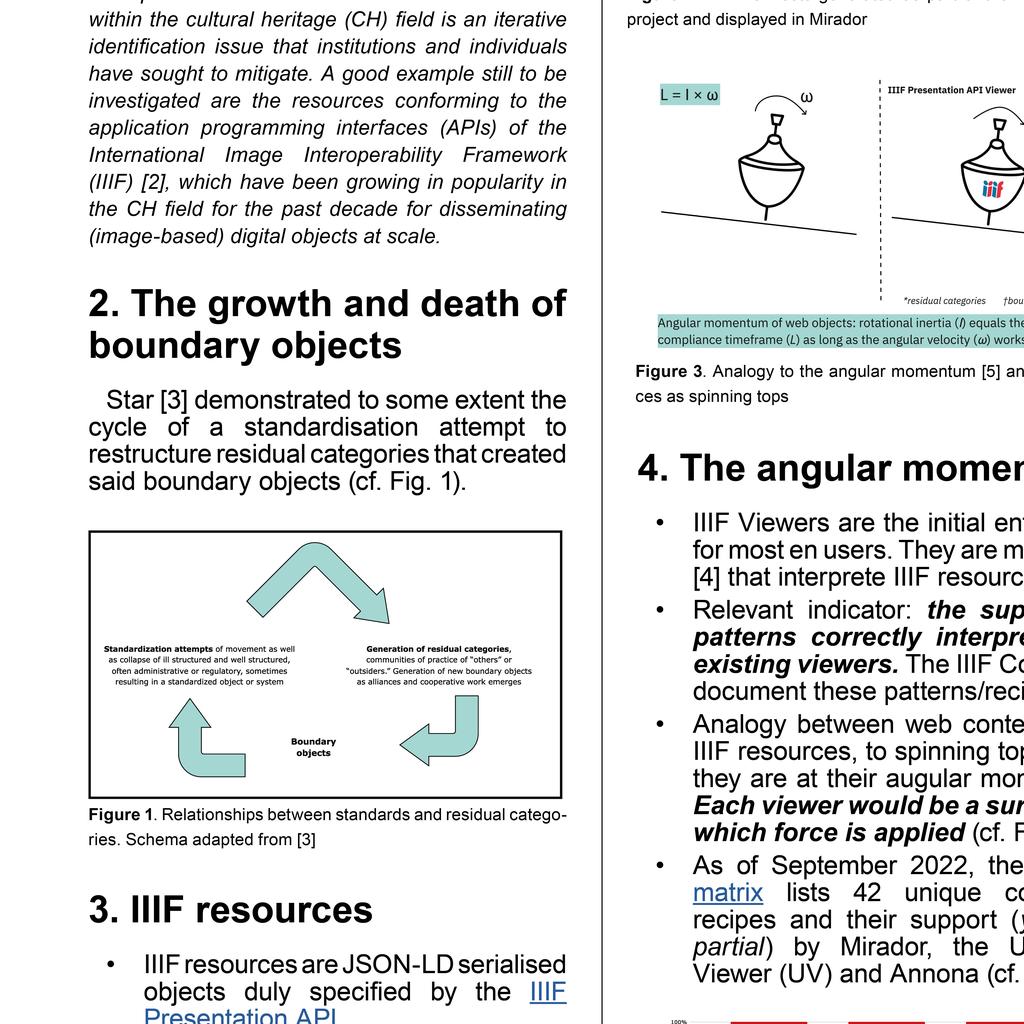 within the cultural heritage (CH) field is an iterative
identification issue that institutions and individuals
have sought to mitigate. A good example still to be
investigated are the resources conforming to the
application programming interfaces (APIs) of the
International Image Interoperability Framework
(IIIF) [2], which have been growing in popularity in
the CH field for the past decade for disseminating
(image-based) digital objects at scale.
2. The growth and death of
boundary objects
Star [3] demonstrated to some extent the
cycle of a standardisation attempt to
restructure residual categories that created
said boundary objects (cf. Fig. 1).
Standardization attempts of movement as well
as collapse of ill structured and well structured,
often administrative or regulatory, sometimes
resulting in a standardized object or system
Generation of residual categories,
communities of practice of "others" or
"outsiders." Generation of new boundary objects
as alliances and cooperative work emerges
Boundary
objects
Figure 1. Relationships between standards and residual catego-
ries. Schema adapted from [3]
3. IIIF resources
• IIIF resources are JSON-LD serialised
objects duly specified by the IIIF
Presentation API
project and displayed in Mirador
L = I × ω
ω
IIIF Presentation API Viewer
iiif
*residual categories †bou
Angular momentum of web objects: rotational inertia (I) equals the
compliance timeframe (L) as long as the angular velocity (ω) works
Figure 3. Analogy to the angular momentum [5] an
ces as spinning tops
4. The angular momen
• IIIF Viewers are the initial en
for most en users. They are m
[4] that interprete IIIF resourc
• Relevant indicator: the sup
patterns correctly interpre
existing viewers. The IIIF Co
document these patterns/reci
• Analogy between web conte
IIIF resources, to spinning top
they are at their augular mor
Each viewer would be a sur
which force is applied (cf. F
• As of September 2022, the
matrix lists 42 unique co
recipes and their support (y
partial) by Mirador, the U
Viewer (UV) and Annona (cf.
100%